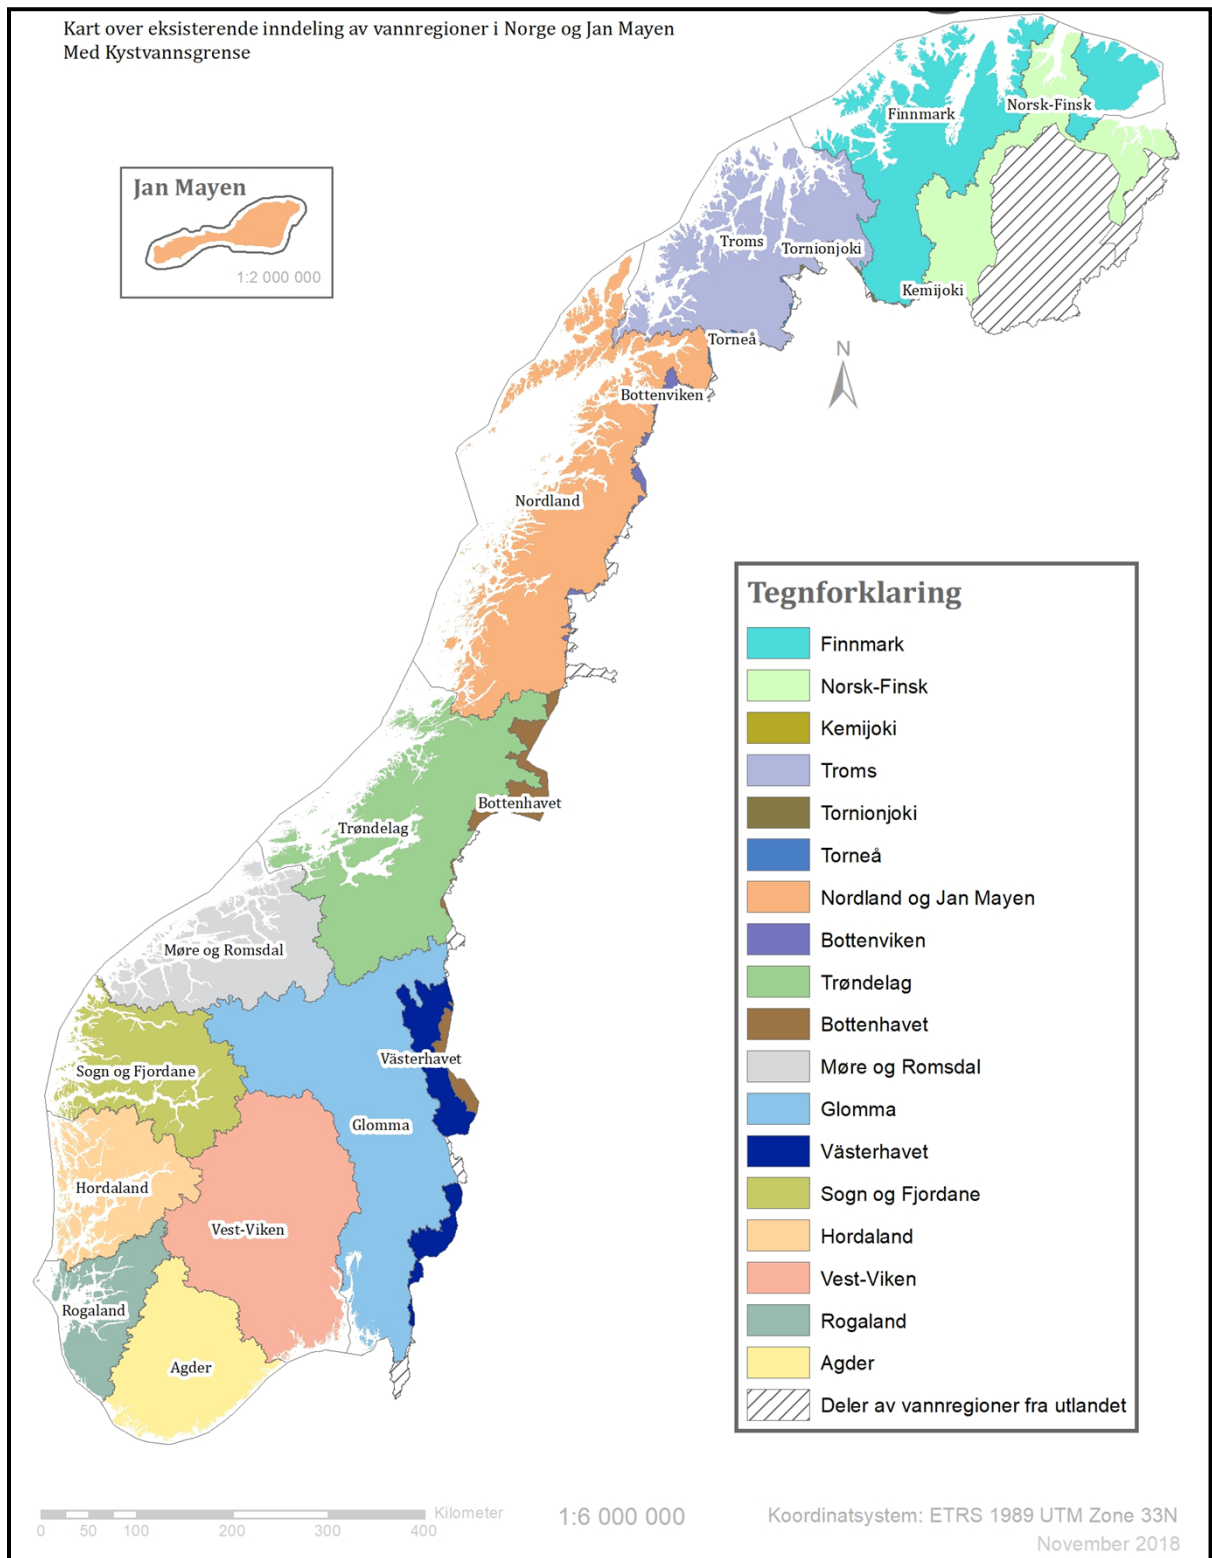 Kart over eksisterende inndeling av vannregioner i Norge og Jan Mayen
Med Kystvannsgrense
Jan Mayen
1:2 000 000
Finnmark
Norsk-Finsk
Troms
Tornionjoki
Kemijoki
Torneå
N
Bottenviken
Nordland
Bottenhavet
Trøndelag
Møre og Romsdal
Västerhavet
Sogn og Fjordane
Glomma
Hordaland
Vest-Viken
Rogaland
Agder
Tegnforklaring
Finnmark
Norsk-Finsk
Kemijoki
Troms
Tornionjoki
Torneå
Nordland og Jan Mayen
Bottenviken
Trøndelag
Bottenhavet
Møre og Romsdal
Glomma
Västerhavet
Sogn og Fjordane
Hordaland
Vest-Viken
Rogaland
Agder
Deler av vannregioner fra utlandet
Kilometer
0 50 100 200 300 400
1:6 000 000
Koordinatsystem: ETRS 1989 UTM Zone 33N
November 2018